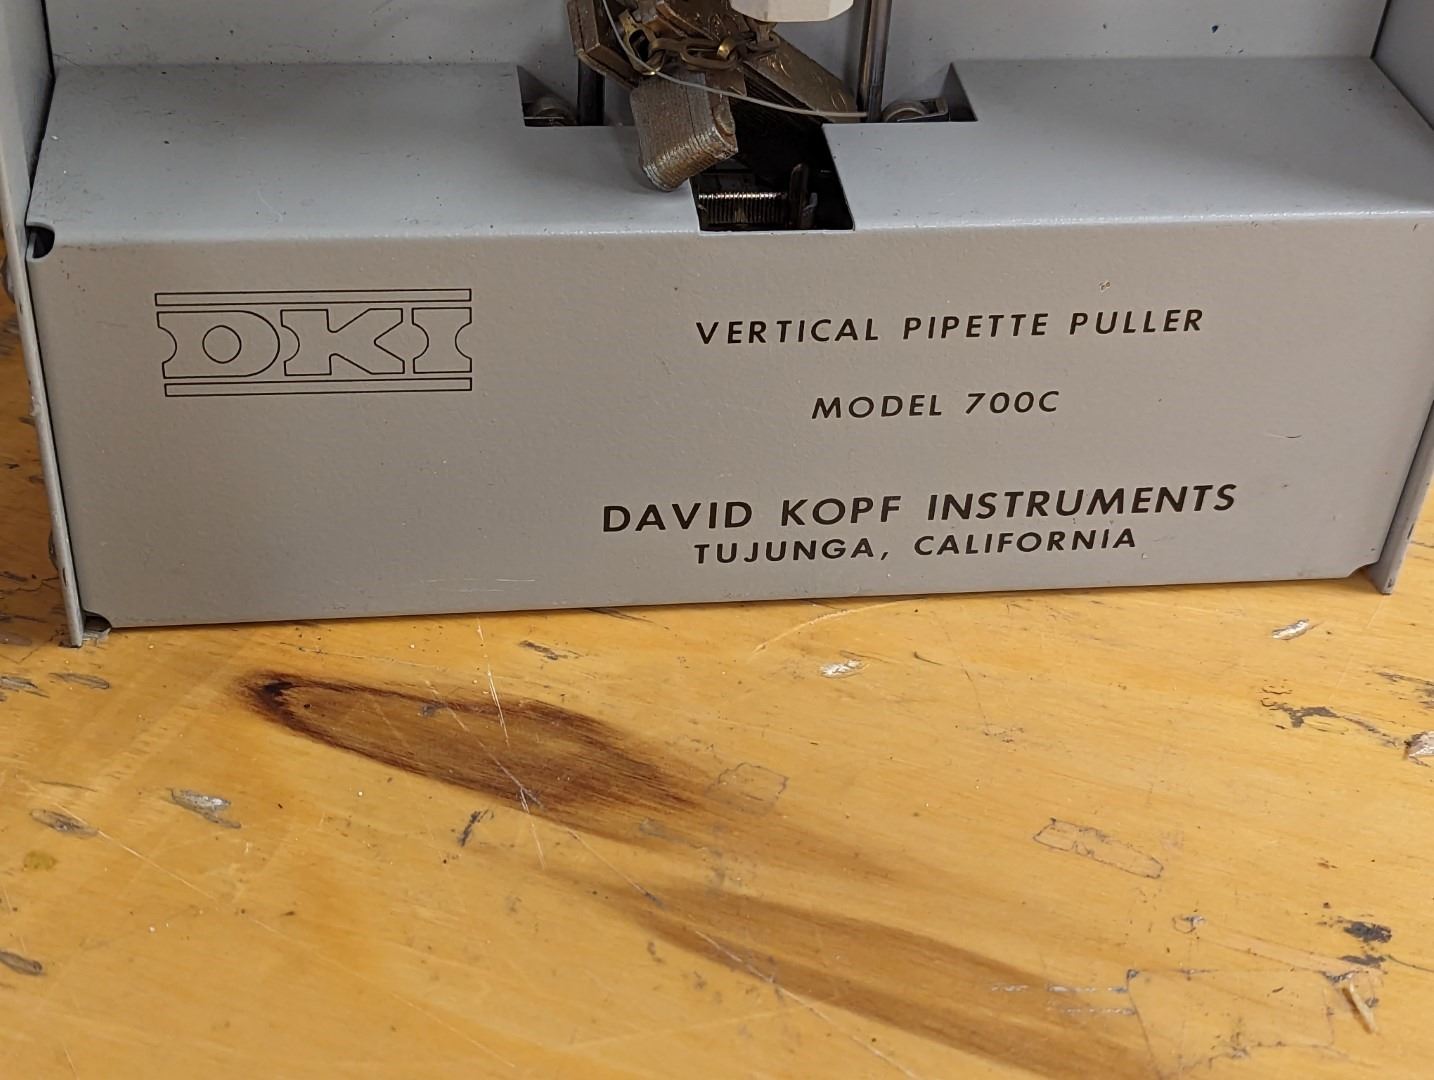 DKI
VERTICAL PIPETTE PULLER
MODEL 700C
DAVID KOPF INSTRUMENTS
TUJUNGA, CALIFORNIA